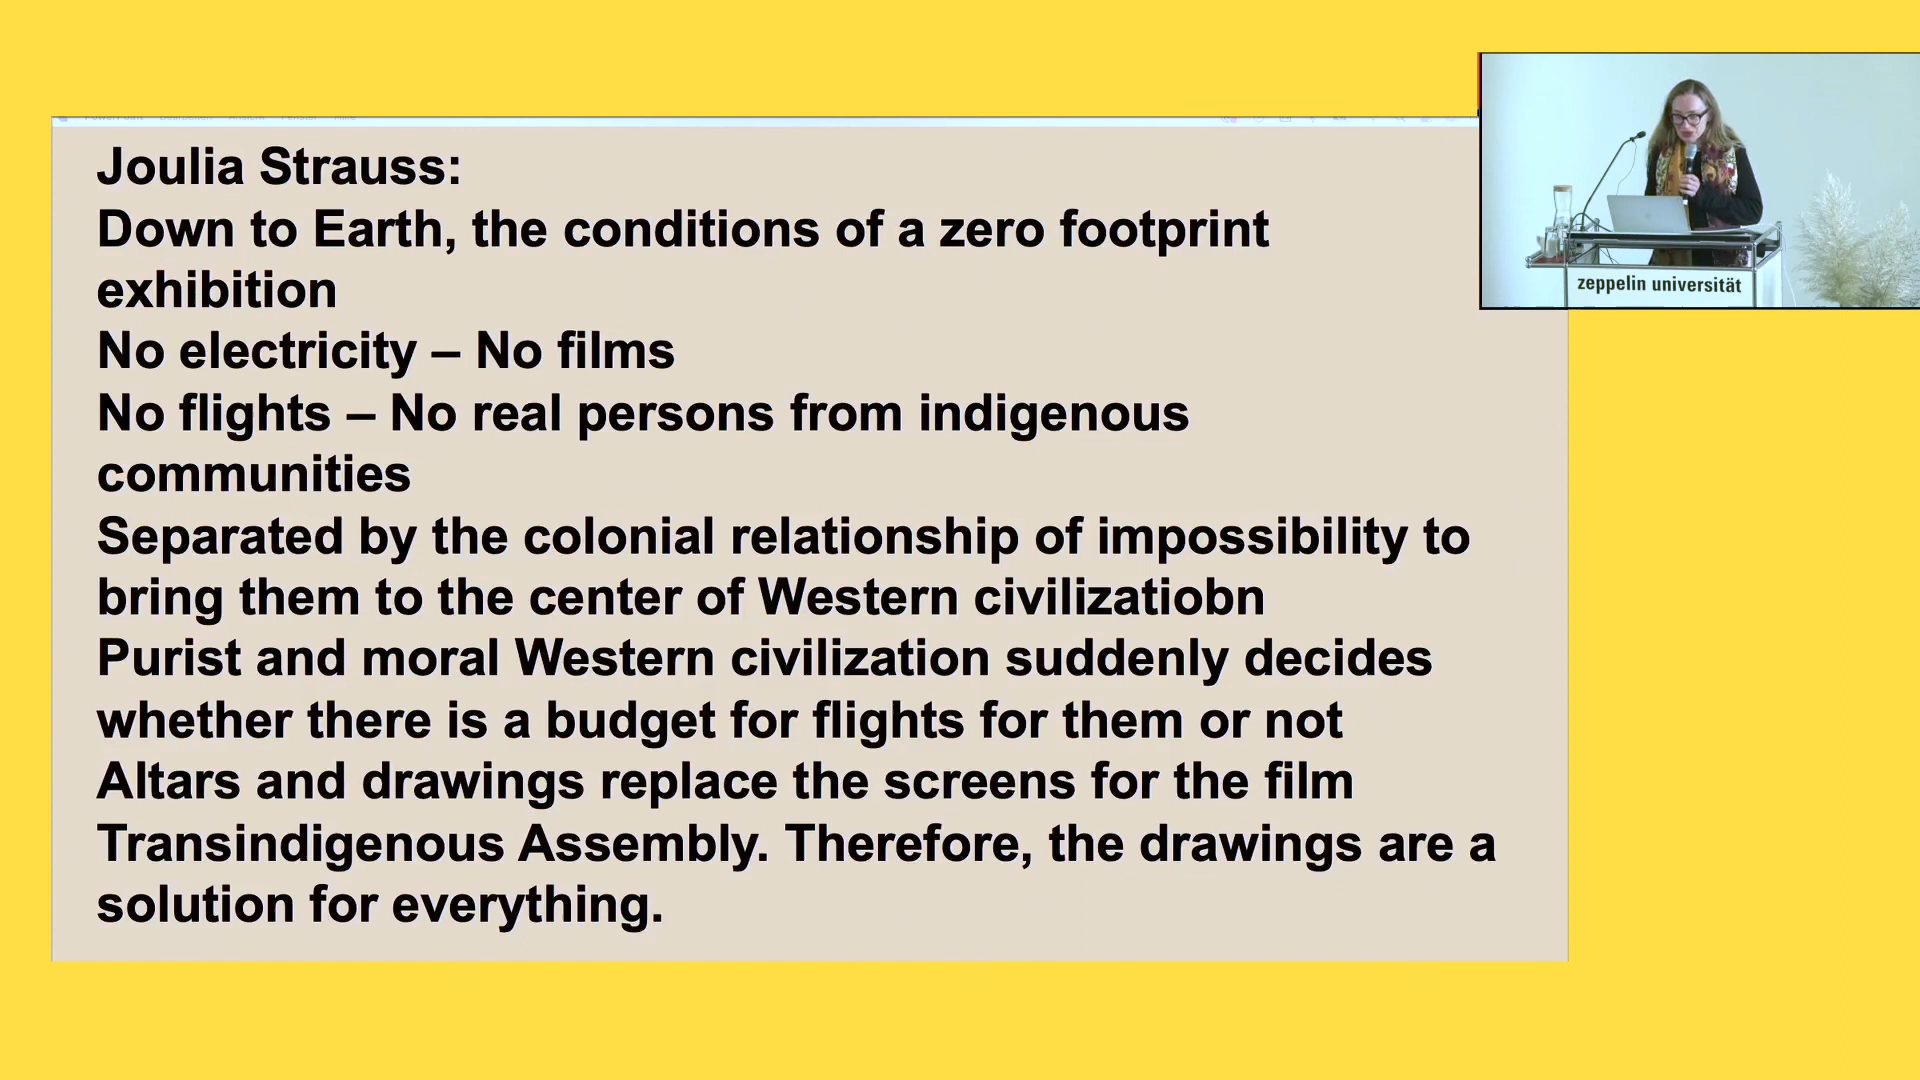 Joulia Strauss:
Down to Earth, the conditions of a zero footprint
exhibition
No electricity – No films
No flights – No real persons from indigenous
communities
Separated by the colonial relationship of impossibility to
bring them to the center of Western civilizatiobn
Purist and moral Western civilization suddenly decides
whether there is a budget for flights for them or not
Altars and drawings replace the screens for the film
Transindigenous Assembly. Therefore, the drawings are a
solution for everything.
zeppelin universität